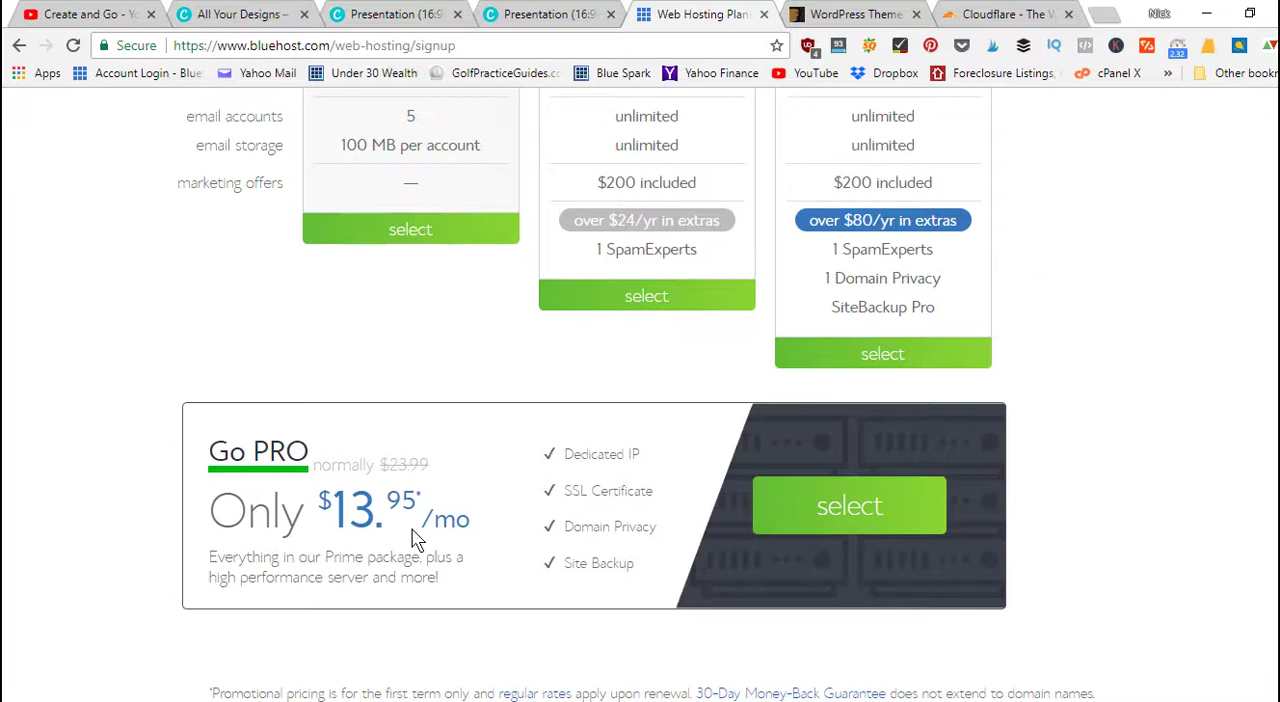 Create and Go - Yo
All Your Designs –
Presentation (16:9
Presentation (16:9
Web Hosting Plan
WordPress Theme
Cloudflare - The V
Nick
Secure
https://www.bluehost.com/web-hosting/signup
4
93
IQ
K
2.32
Apps
Account Login - Blue
Yahoo Mail
Under 30 Wealth
GolfPracticeGuides.c
Blue Spark
Yahoo Finance
YouTube
Dropbox
Foreclosure Listings,
cPanel X
»
Other bookm
email accounts
5
unlimited
unlimited
email storage
100 MB per account
unlimited
unlimited
marketing offers
—
$200 included
$200 included
select
over $24/yr in extras
over $80/yr in extras
1 SpamExperts
1 SpamExperts
1 Domain Privacy
select
SiteBackup Pro
select
Go PRO
normally $23.99
Only $13.95*/mo
Everything in our Prime package, plus a
high performance server and more!
✓ Dedicated IP
✓ SSL Certificate
✓ Domain Privacy
✓ Site Backup
select
*Promotional pricing is for the first term only and regular rates apply upon renewal. 30-Day Money-Back Guarantee does not extend to domain names.